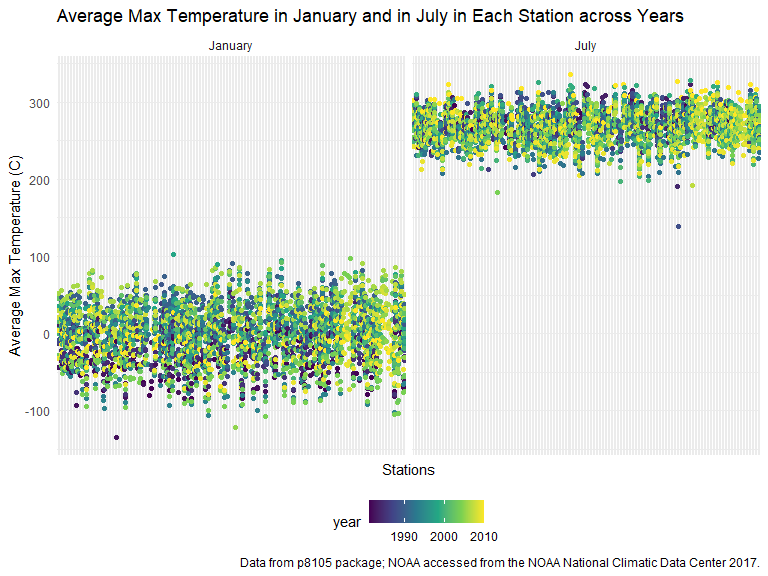 Average Max Temperature in January and in July in Each Station across Years
January
July
Average Max Temperature (C)
300
200
100
0
-100
Stations
year
1990
2000
2010
Data from p8105 package; NOAA accessed from the NOAA National Climatic Data Center 2017.